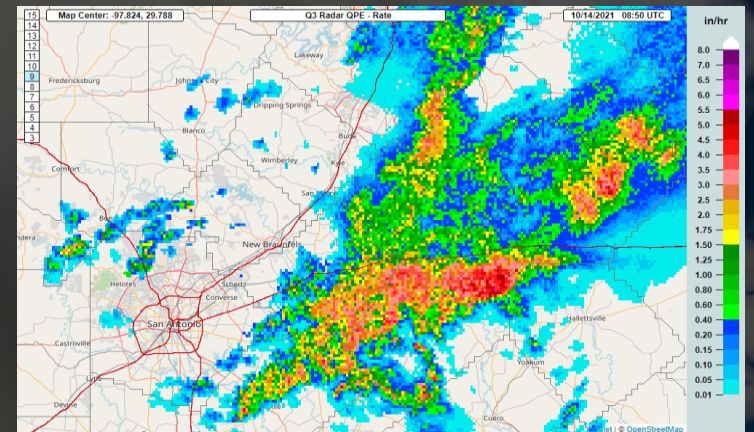 Map Center: -97.824, 29.788
Q3 Radar QPE - Rate
10/14/2021 08:50 UTC
in/hr
15
14
13
12
11
10
9
8
7
6
5
4
3
8.0
7.0
6.5
6.0
5.5
5.0
4.5
4.0
3.5
3.0
2.5
2.0
1.75
1.50
1.25
1.00
0.80
0.60
0.40
0.20
0.15
0.10
0.05
0.01
Lakeway
Fredericksburg
Dripping Springs
Blanco
Buda
Wimberley
Kyle
Comfort
San
New Braunfels
Helotes
Schertz
Converse
San Antonio
Castroville
Hallettsville
Lytle
Yoakum
Devine
Cuero
| © OpenStreetMap